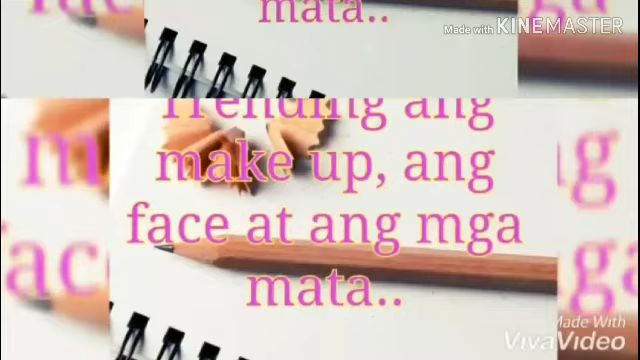 mata..
Made with KINEMASTER
Trending ang
make up, ang
face at ang mga
mata..
Made With
VivaVideo